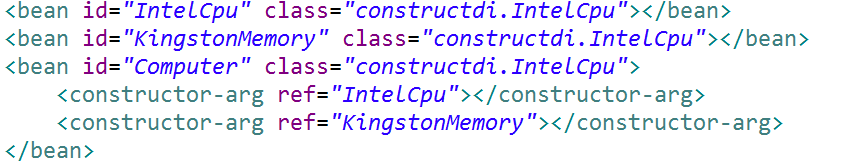 <bean id="IntelCpu" class="constructdi.IntelCpu"></bean>
<bean id="KingstonMemory" class="constructdi.IntelCpu"></bean>
<bean id="Computer" class="constructdi.IntelCpu">
    <constructor-arg ref="IntelCpu"></constructor-arg>
    <constructor-arg ref="KingstonMemory"></constructor-arg>
</bean>